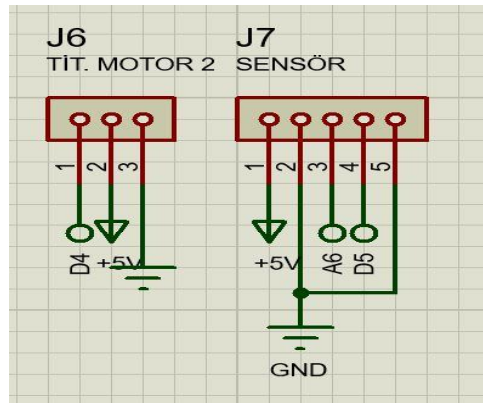 J6
TİT. MOTOR 2
1 2 3
D4 +5V
J7
SENSÖR
1 2 3 4 5
+5V A6 D5
GND